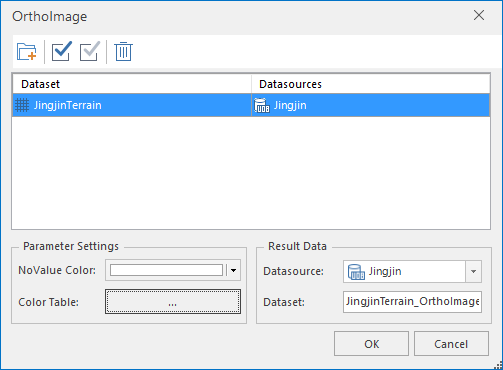 OrthoImage
Dataset Datasources
JingjinTerrain Jingjin
Parameter Settings
NoValue Color:
Color Table: ...
Result Data
Datasource: Jingjin
Dataset: JingjinTerrain_OrthoImage
OK Cancel